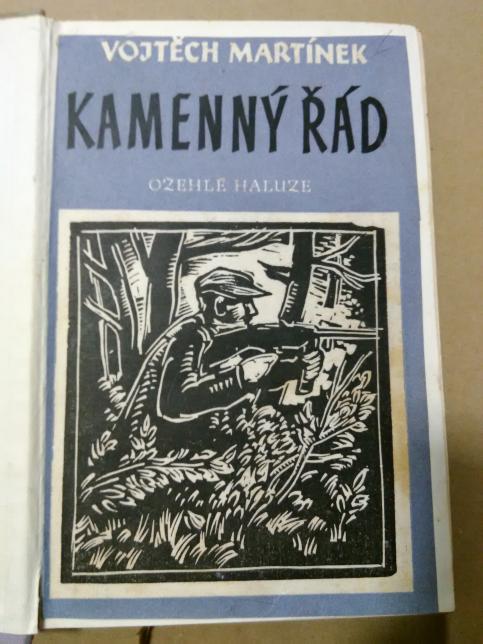 VOJTĚCH MARTÍNEK
KAMENNÝ ŘÁD
OŽEHLÉ HALUZE